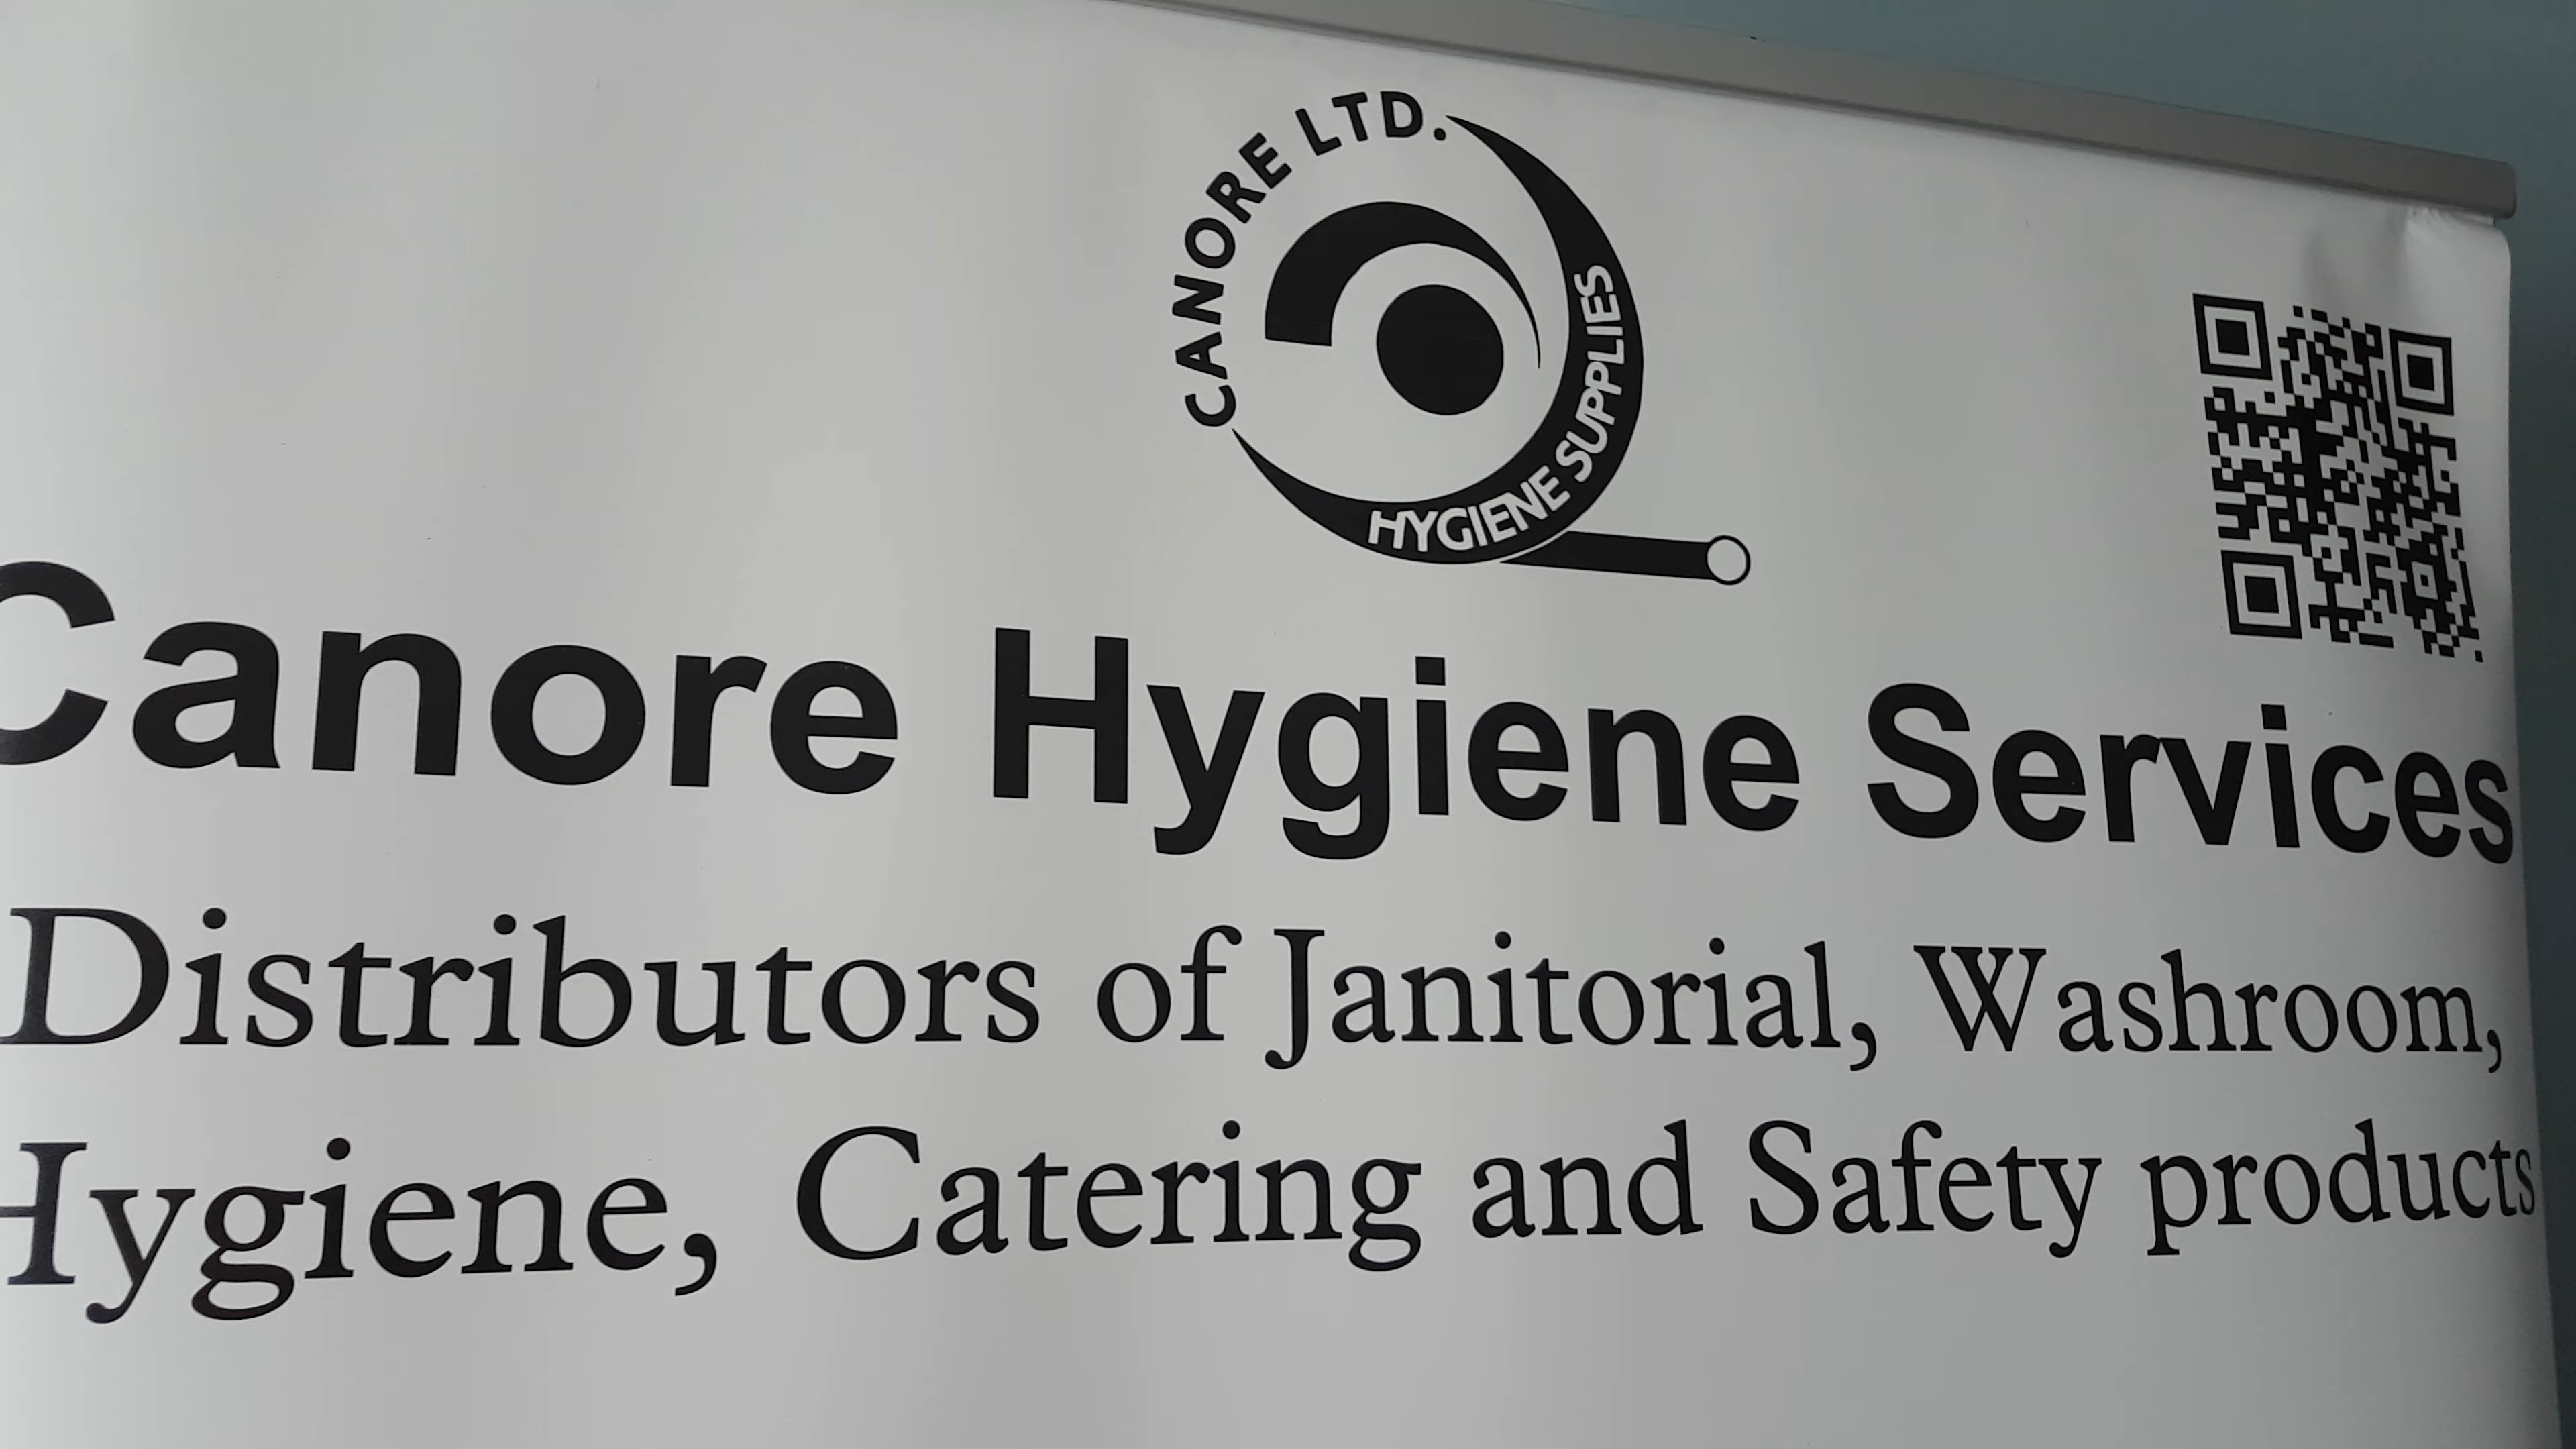 CANORE LTD.
HYGIENE SUPPLIES
Canore Hygiene Services
Distributors of Janitorial, Washroom,
Hygiene, Catering and Safety products